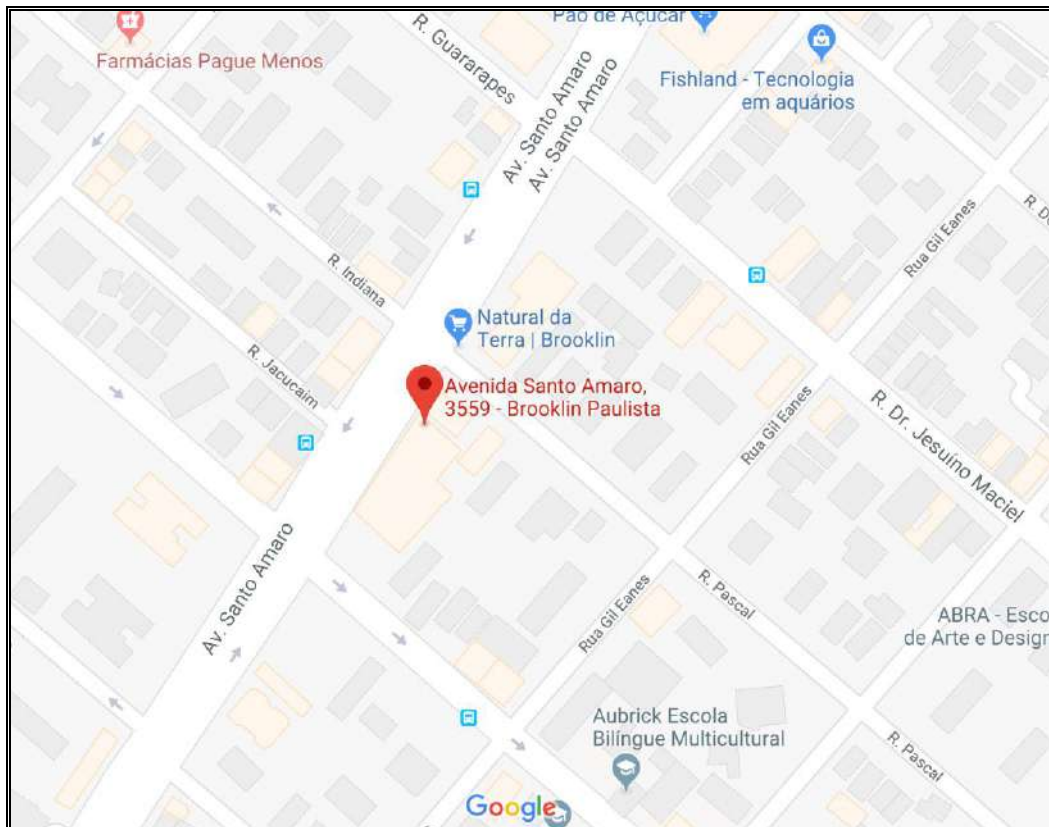 Pão de Açúcar
R. Guararapes
Farmácias Pague Menos
Av. Santo Amaro
Av. Santo Amaro
Fishland - Tecnologia
em aquários
Rua Gil Eanes
R. Indiana
Natural da
Terra | Brooklin
R. Jacucaim
Avenida Santo Amaro,
3559 - Brooklin Paulista
Rua Gil Eanes
R. Dr. Jesuíno Maciel
Av. Santo Amaro
Rua Gil Eanes
R. Pascal
ABRA - Esco
de Arte e Design
Aubrick Escola
Bilíngue Multicultural
R. Pascal
Google